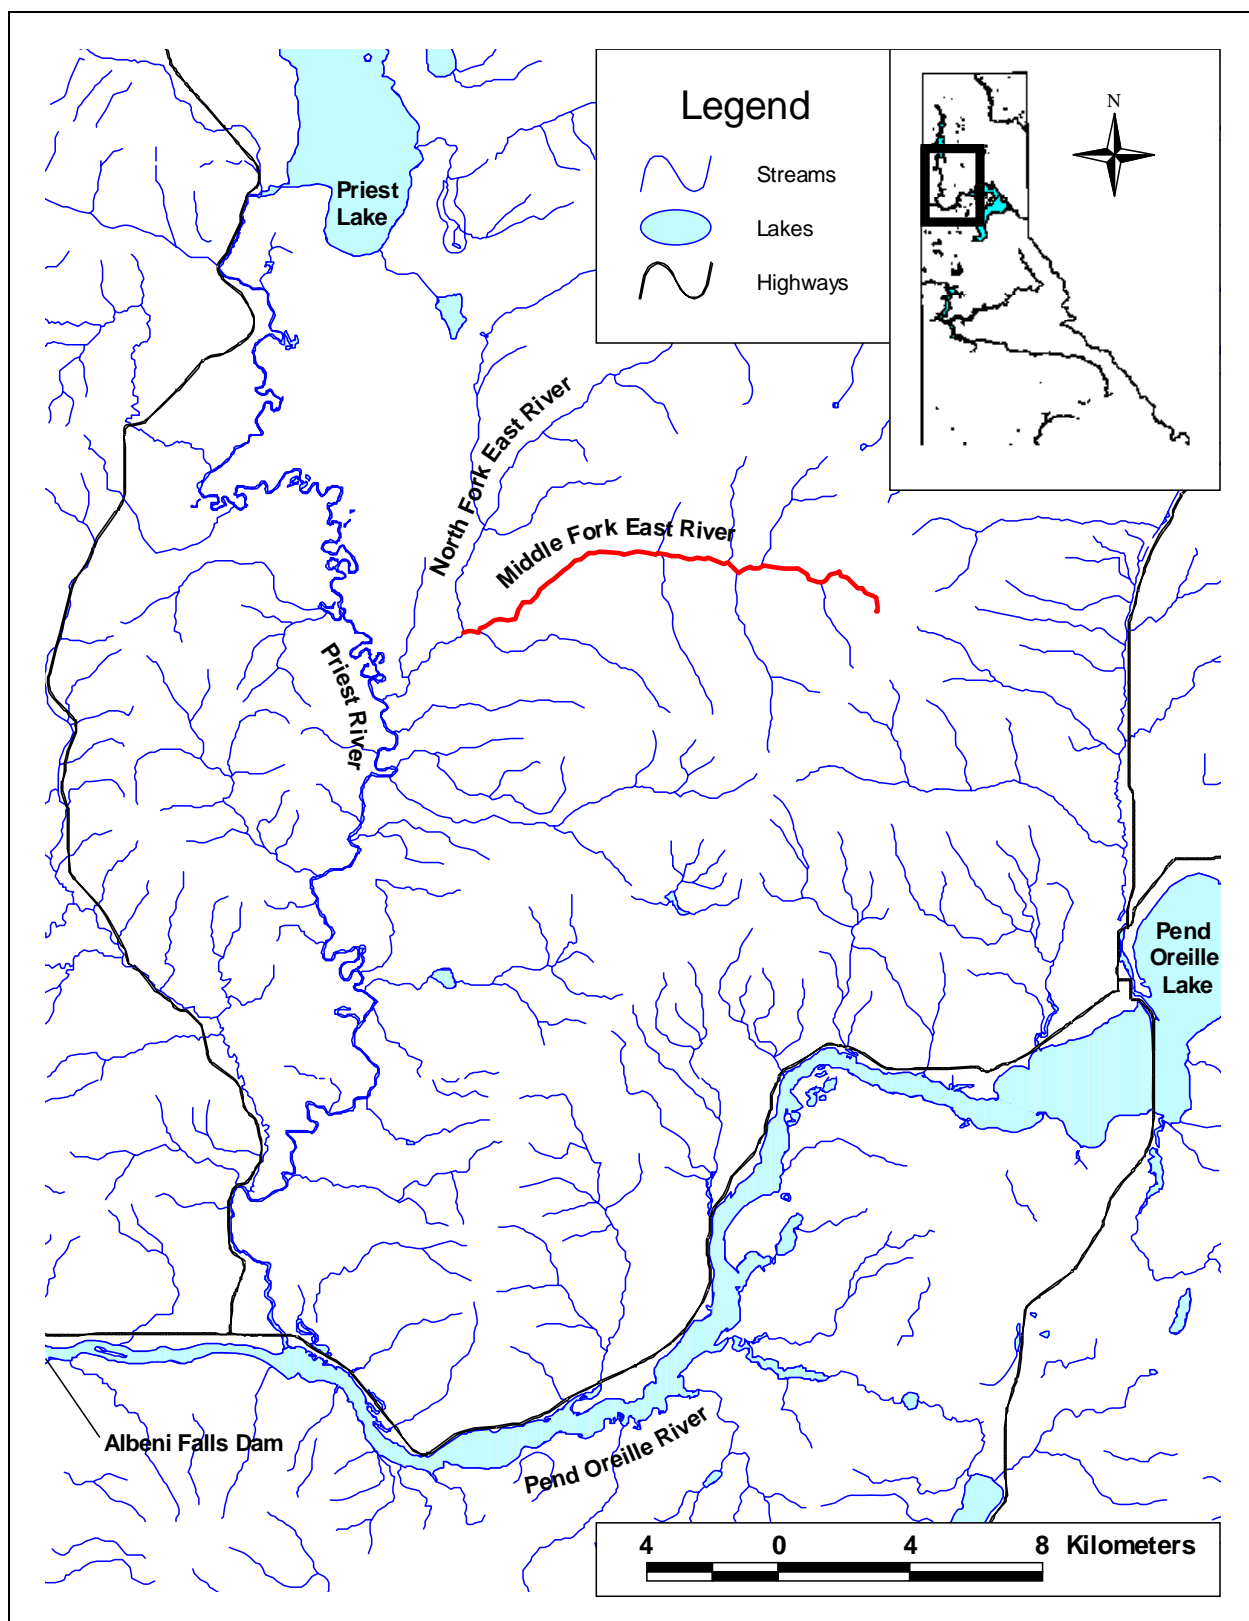 Legend
Streams
Lakes
Highways
N
Priest
Lake
North Fork East River
Middle Fork East River
Priest River
Pend
Oreille
Lake
Albeni Falls Dam
Pend Oreille River
4 0 4 8 Kilometers